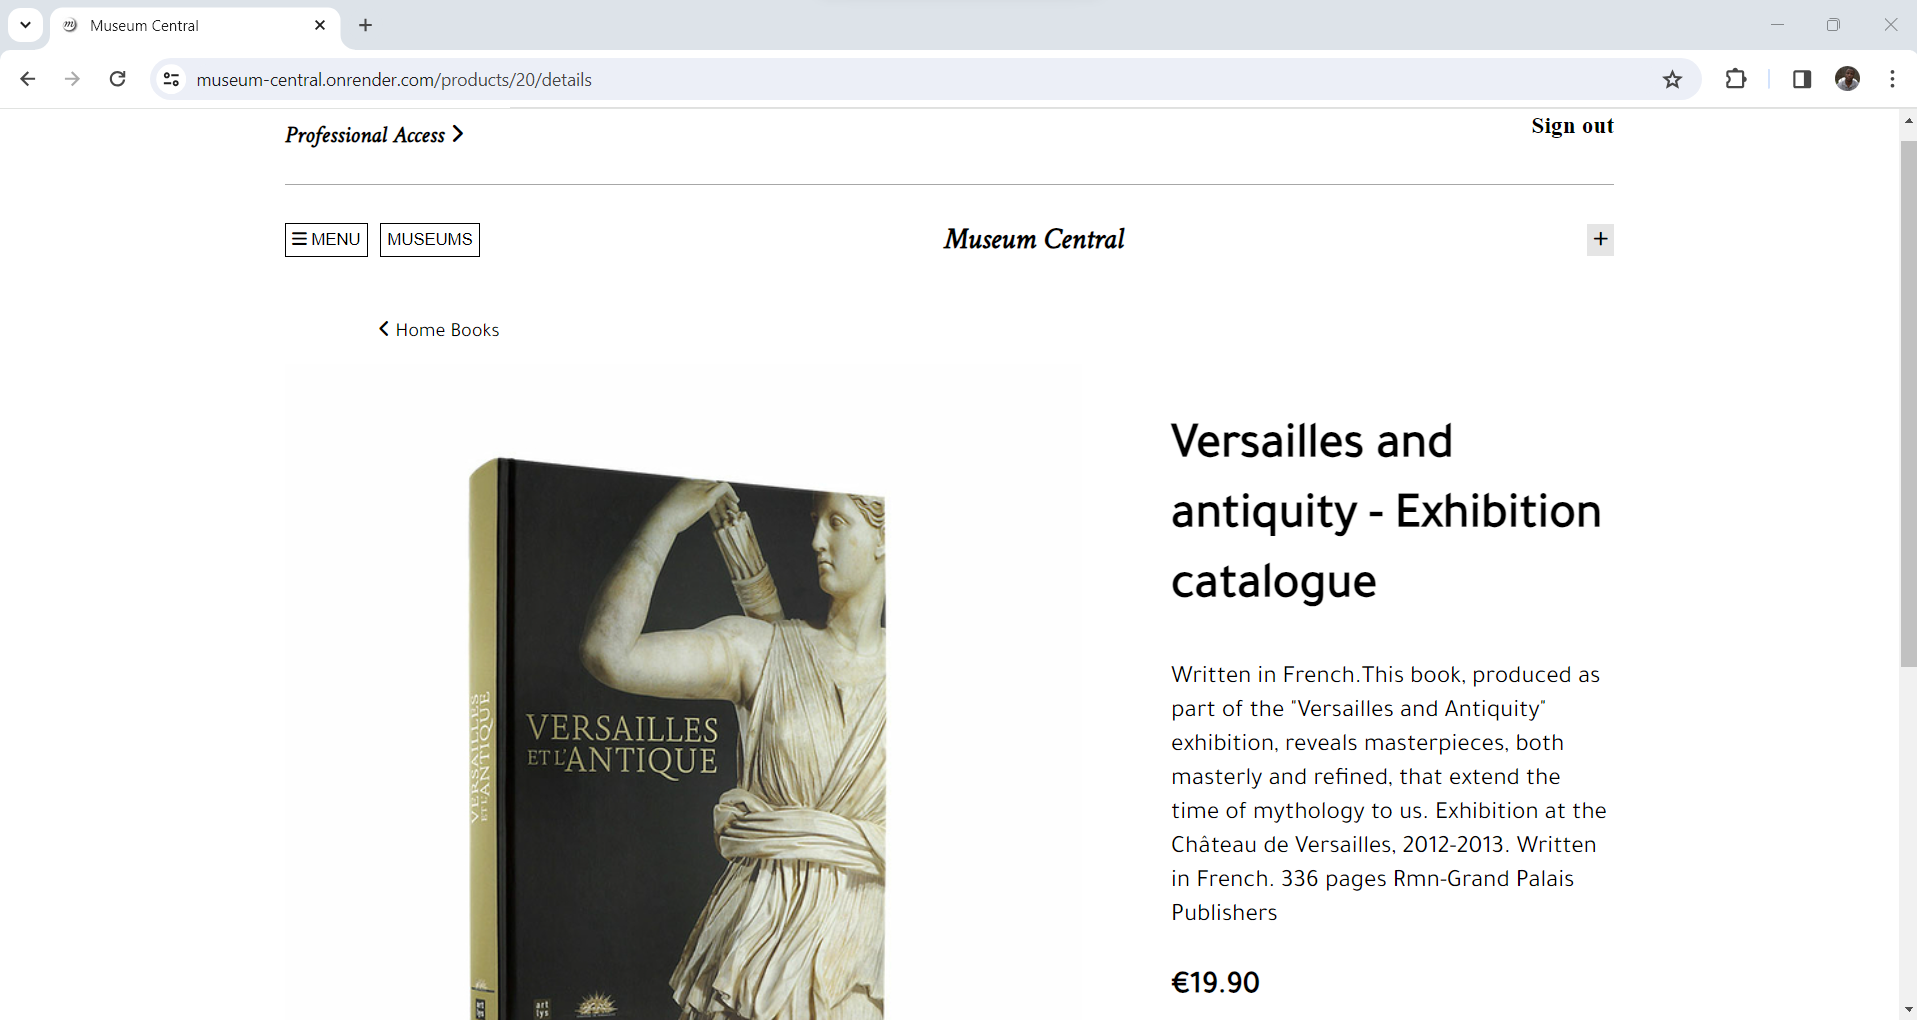 Museum Central
museum-central.onrender.com/products/20/details
Professional Access
Sign out
MENU
MUSEUMS
Museum Central
+
Home Books
Versailles and
antiquity - Exhibition
catalogue
VERSAILLES
ET L'ANTIQUE
VERSAILLES
ET L'ANTIQUE
art
lys
art
lys
Written in French.This book, produced as
part of the "Versailles and Antiquity"
exhibition, reveals masterpieces, both
masterly and refined, that extend the
time of mythology to us. Exhibition at the
Château de Versailles, 2012-2013. Written
in French. 336 pages Rmn-Grand Palais
Publishers
€19.90